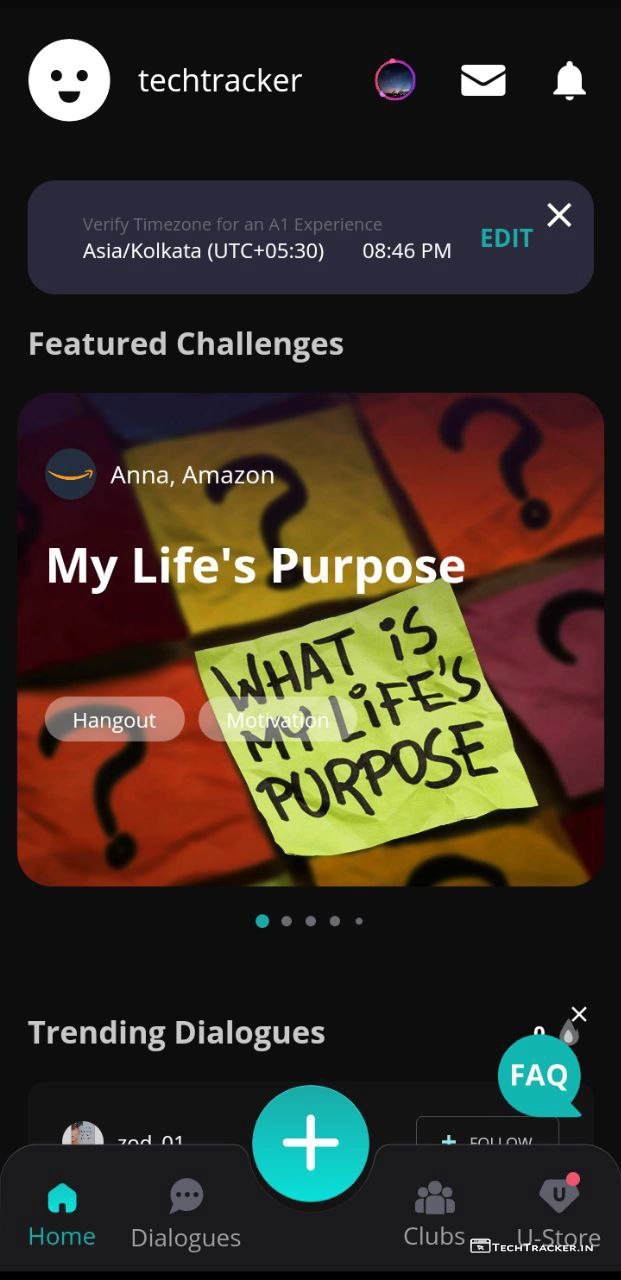 techtracker
Verify Timezone for an A1 Experience
Asia/Kolkata (UTC+05:30) 08:46 PM
EDIT
Featured Challenges
Anna, Amazon
My Life's Purpose
WHAT iS
MY LiFE'S
PURPOSE
Hangout
Motivation
Trending Dialogues
0
FAQ
zod_01
+ FOLLOW
Home
Dialogues
Clubs
U-Store
TECHTRACKER.IN